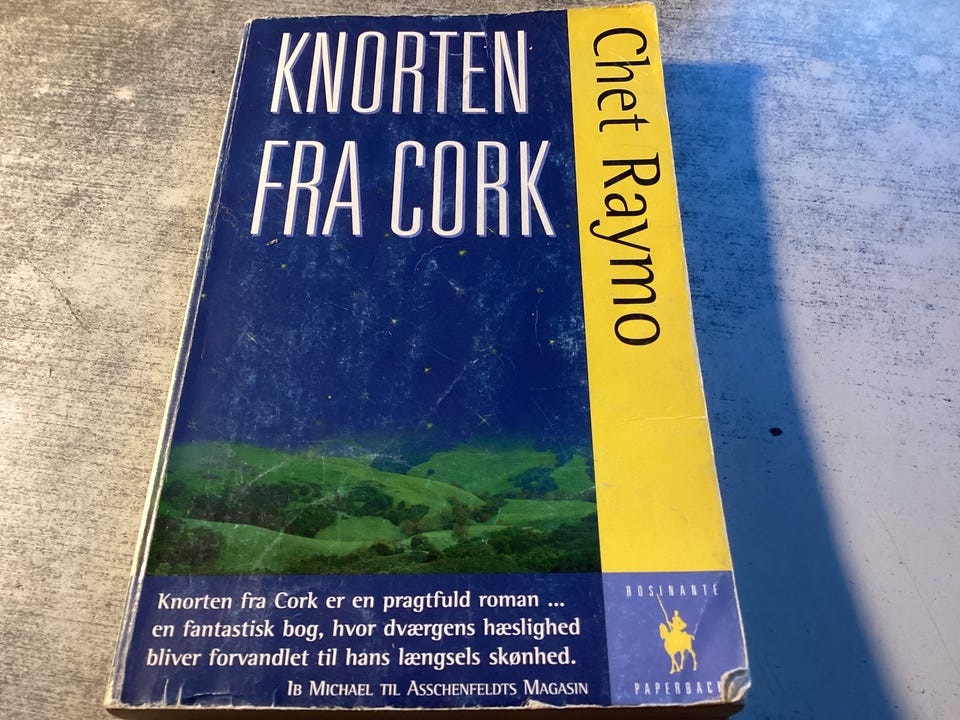 KNORTEN
FRA CORK
Chet Raymo
Knorten fra Cork er en pragtfuld roman ...
en fantastisk bog, hvor dværgens hæslighed
bliver forvandlet til hans længsels skønhed.
IB MICHAEL TIL ASSCHENFELDTS MAGASIN
ROSINANTE
PAPERBACK